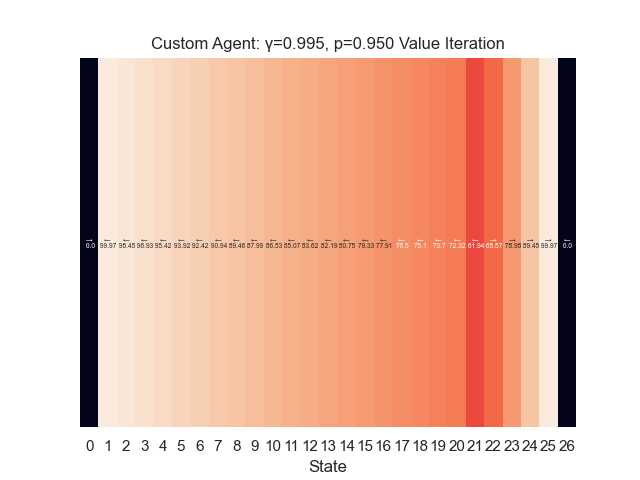 Custom Agent: γ=0.995, p=0.950 Value Iteration
0.0 99.97 98.45 96.93 95.42 93.92 92.42 90.94 89.46 87.99 86.53 85.07 83.62 82.19 80.75 79.33 77.91 76.5 75.1 73.7 72.32 61.94 65.57 89.45 99.97 0.0
0 1 2 3 4 5 6 7 8 9 10 11 12 13 14 15 16 17 18 19 20 21 22 23 24 25 26
State